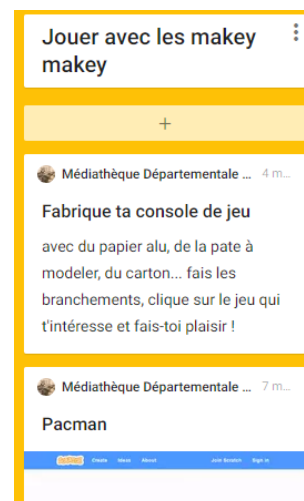 Jouer avec les makey
makey
+
Médiathèque Départementale ... 4 m...
Fabrique ta console de jeu
avec du papier alu, de la pate à
modeler, du carton... fais les
branchements, clique sur le jeu qui
t'intéresse et fais-toi plaisir !
Médiathèque Départementale ... 7 m...
Pacman
Create Ideas About Join Scratch Sign in